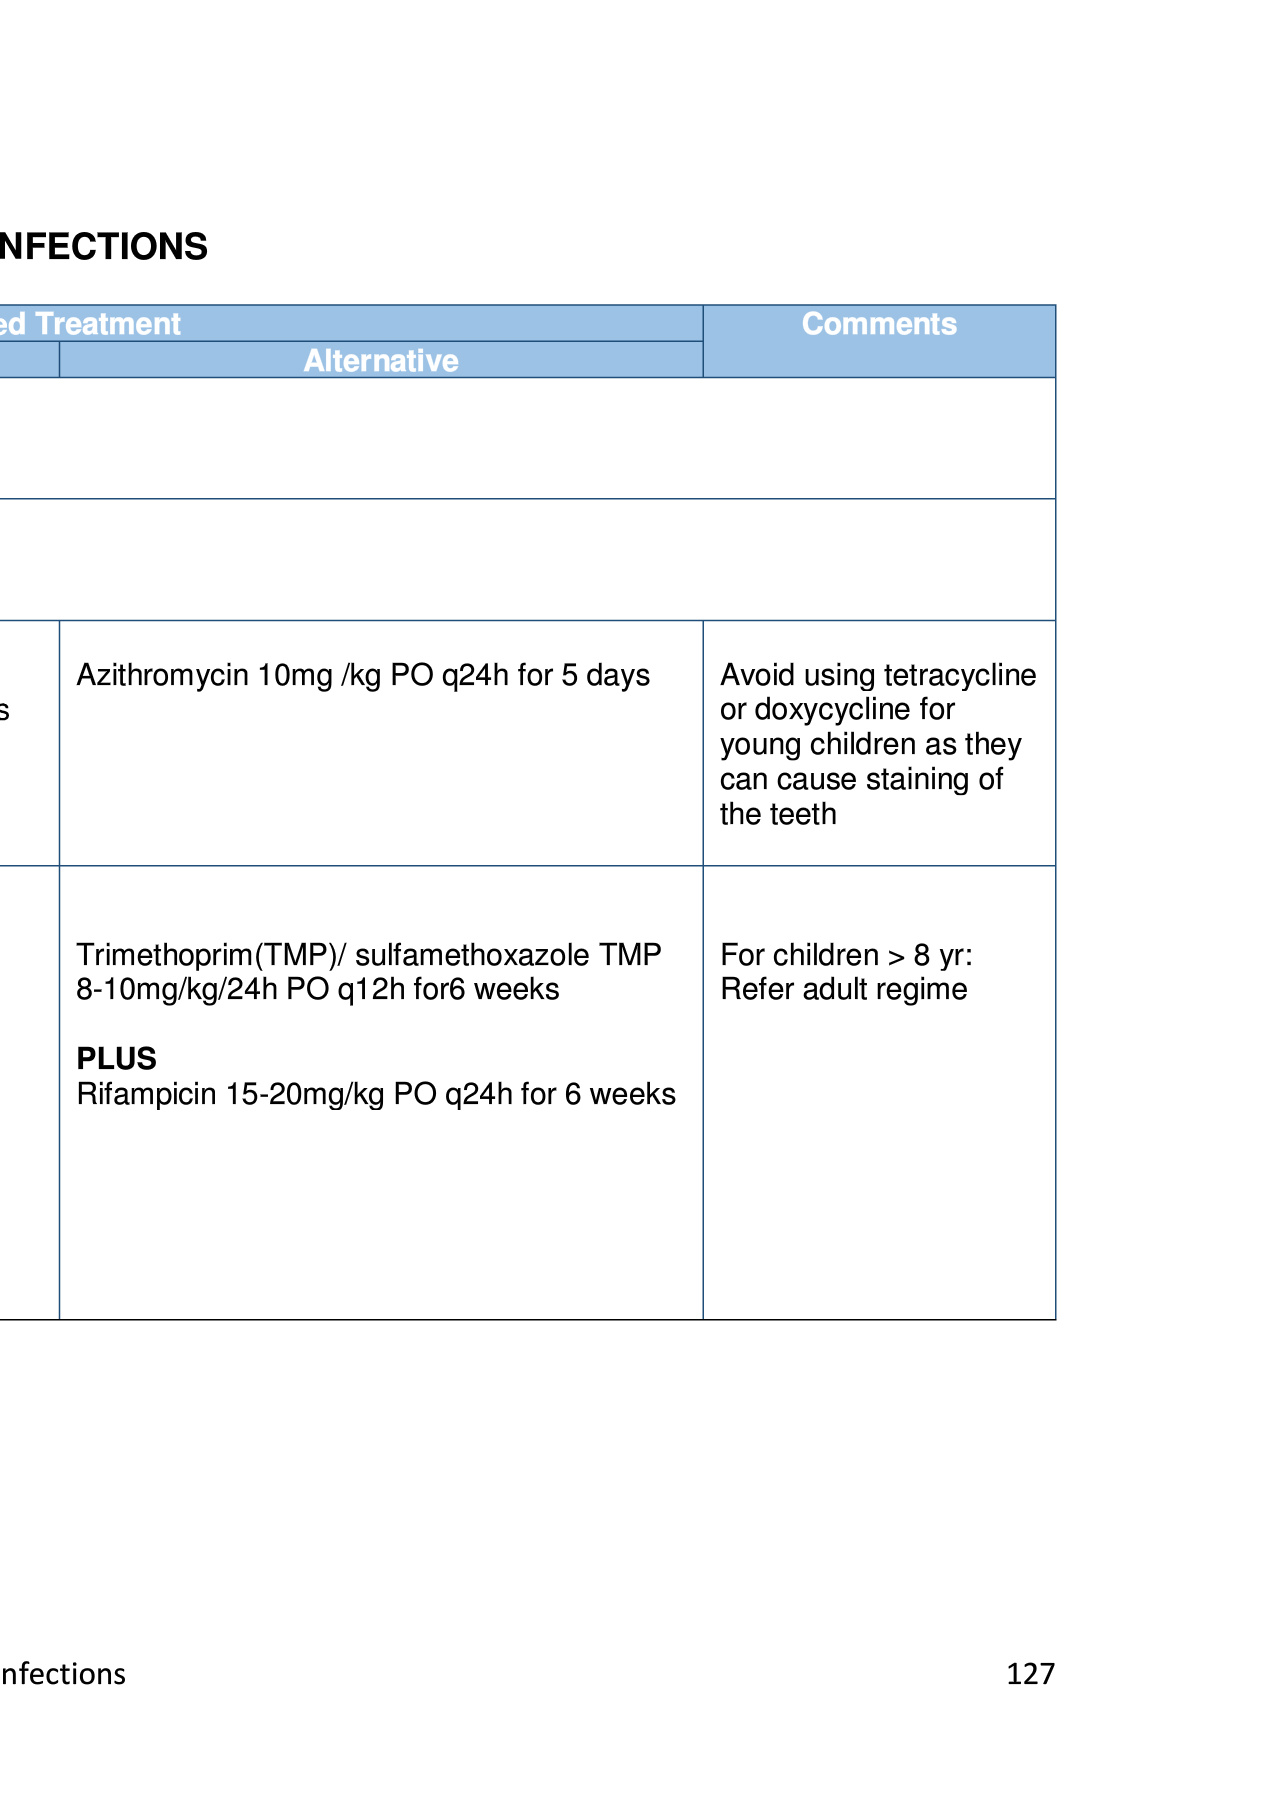 NFECTIONS
ed Treatment
Comments
Alternative
s
Azithromycin 10mg /kg PO q24h for 5 days
Avoid using tetracycline
or doxycycline for
young children as they
can cause staining of
the teeth
Trimethoprim(TMP)/ sulfamethoxazole TMP
8-10mg/kg/24h PO q12h for6 weeks
PLUS
Rifampicin 15-20mg/kg PO q24h for 6 weeks
For children > 8 yr:
Refer adult regime
nfections
127